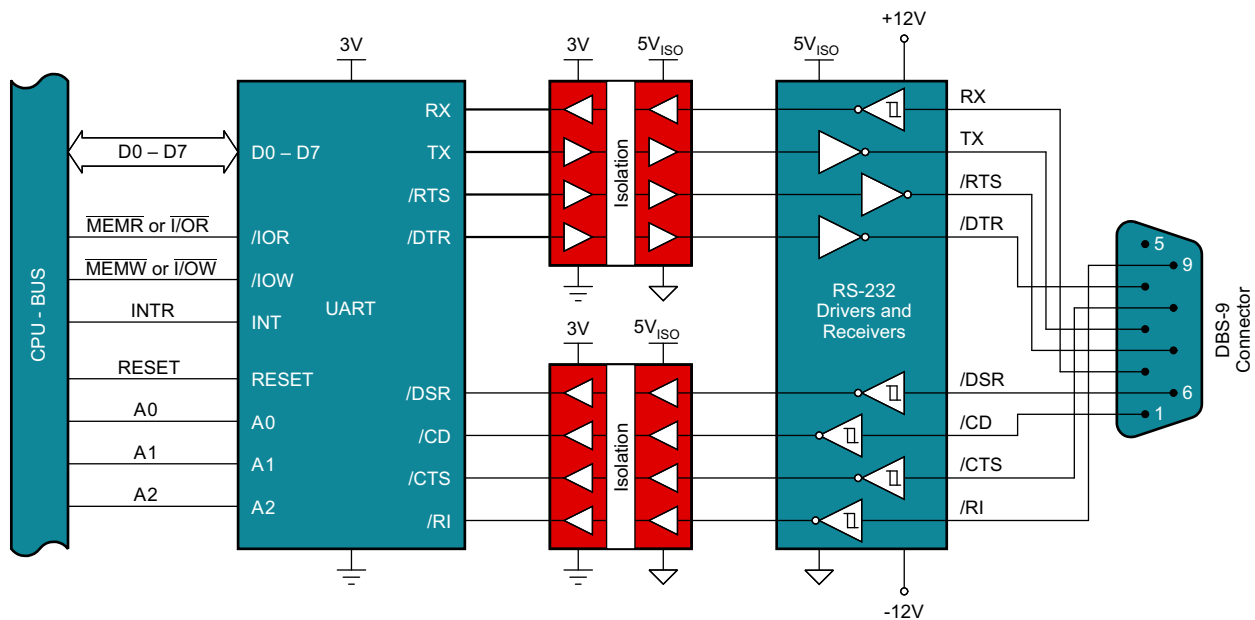 +12V
3V
3V
5VISO
5VISO
CPU - BUS
D0 – D7
MEMR or I/OR
MEMW or I/OW
INTR
RESET
A0
A1
A2
D0 – D7
/IOR
/IOW
INT
RESET
A0
A1
A2
UART
RX
TX
/RTS
/DTR
/DSR
/CD
/CTS
/RI
Isolation
3V
5VISO
Isolation
RS-232
Drivers and
Receivers
RX
TX
/RTS
/DTR
/DSR
/CD
/CTS
/RI
-12V
5
9
6
1
DBS-9
Connector